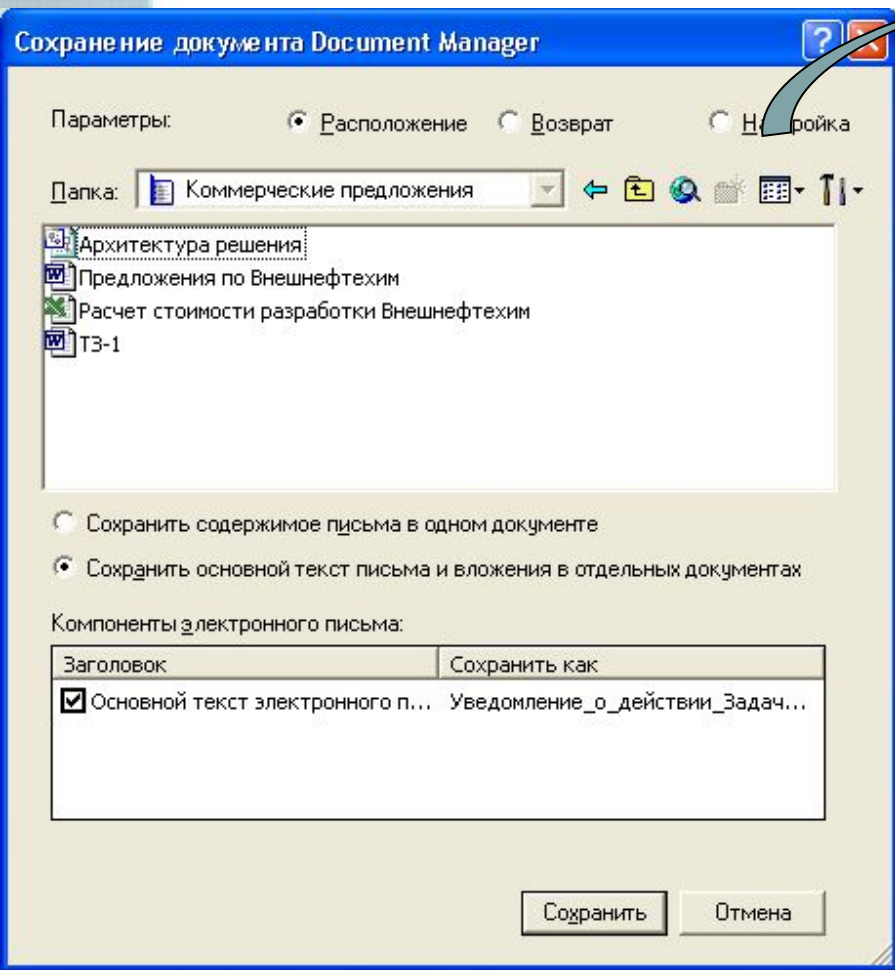 Сохранение документа Document Manager
Параметры: Расположение Возврат
Папка: Коммерческие предложения
Архитектура решения
Предложения по Внешнефтехим
Расчет стоимости разработки Внешнефтехим
ТЗ-1
Сохранить содержимое письма в одном документе
Сохранить основной текст письма и вложения в отдельных документах
Компоненты электронного письма:
Заголовок Сохранить как
Основной текст электронного п... Уведомление_о_действии_Задач...
Сохранить Отмена